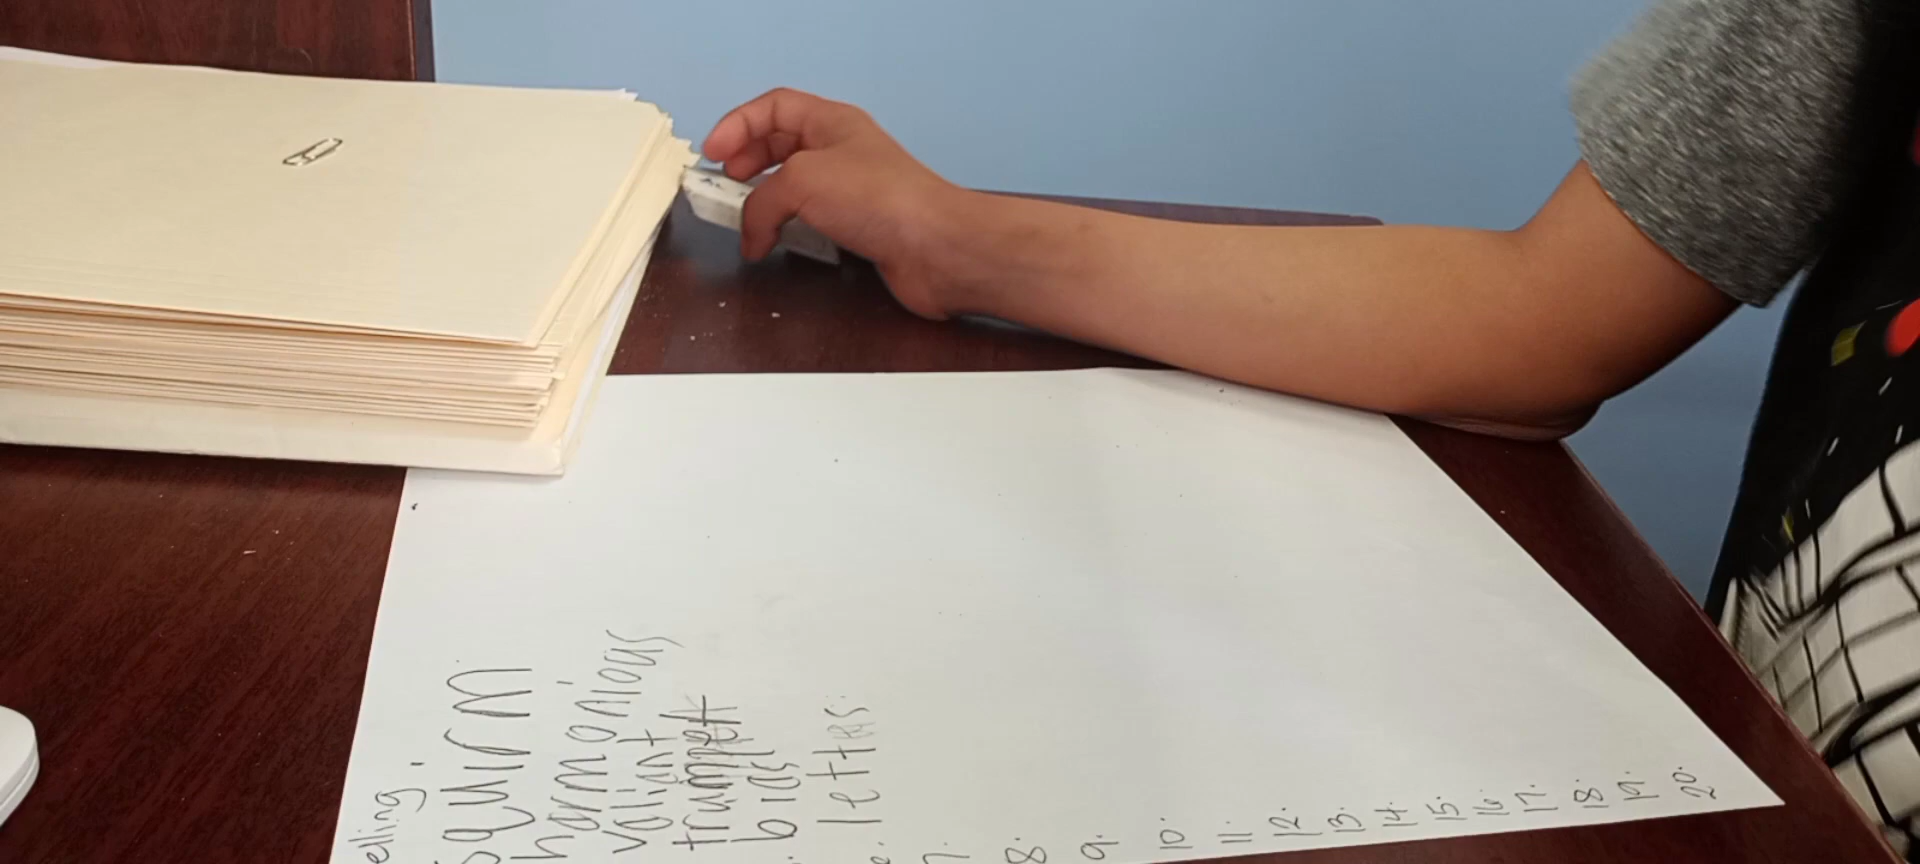 elling.
squirm
harmonious
valiant
trumpet
bias
letters
8.
9.
10.
11.
12.
13.
14.
15.
16.
17.
18.
19.
20.